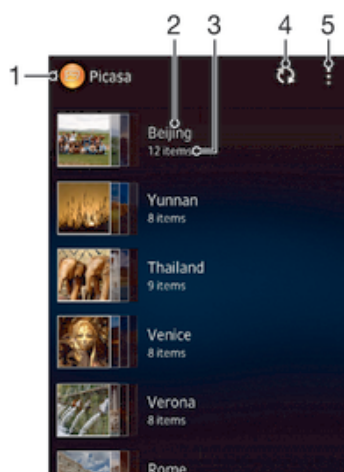 2 3 4 5
1 Picasa
Beijing
12 items
Yunnan
8 items
Thailand
9 items
Venice
8 items
Verona
8 items
Rome